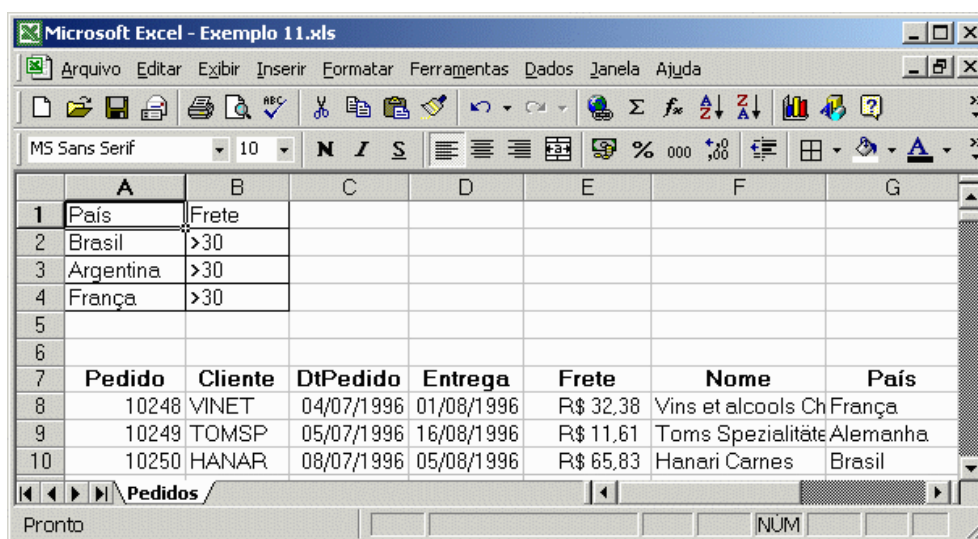 Microsoft Excel - Exemplo 11.xls
Arquivo Editar Exibir Inserir Formatar Ferramentas Dados Janela Ajuda
MS Sans Serif 10 N I S % 000
A B C D E F G
1 País Frete
2 Brasil >30
3 Argentina >30
4 França >30
5
6
7 Pedido Cliente DtPedido Entrega Frete Nome País
8 10248 VINET 04/07/1996 01/08/1996 R$ 32,38 Vins et alcools Ch França
9 10249 TOMSP 05/07/1996 16/08/1996 R$ 11,61 Toms Spezialitäte Alemanha
10 10250 HANAR 08/07/1996 05/08/1996 R$ 65,83 Hanari Carnes Brasil
Pedidos
Pronto NÚM